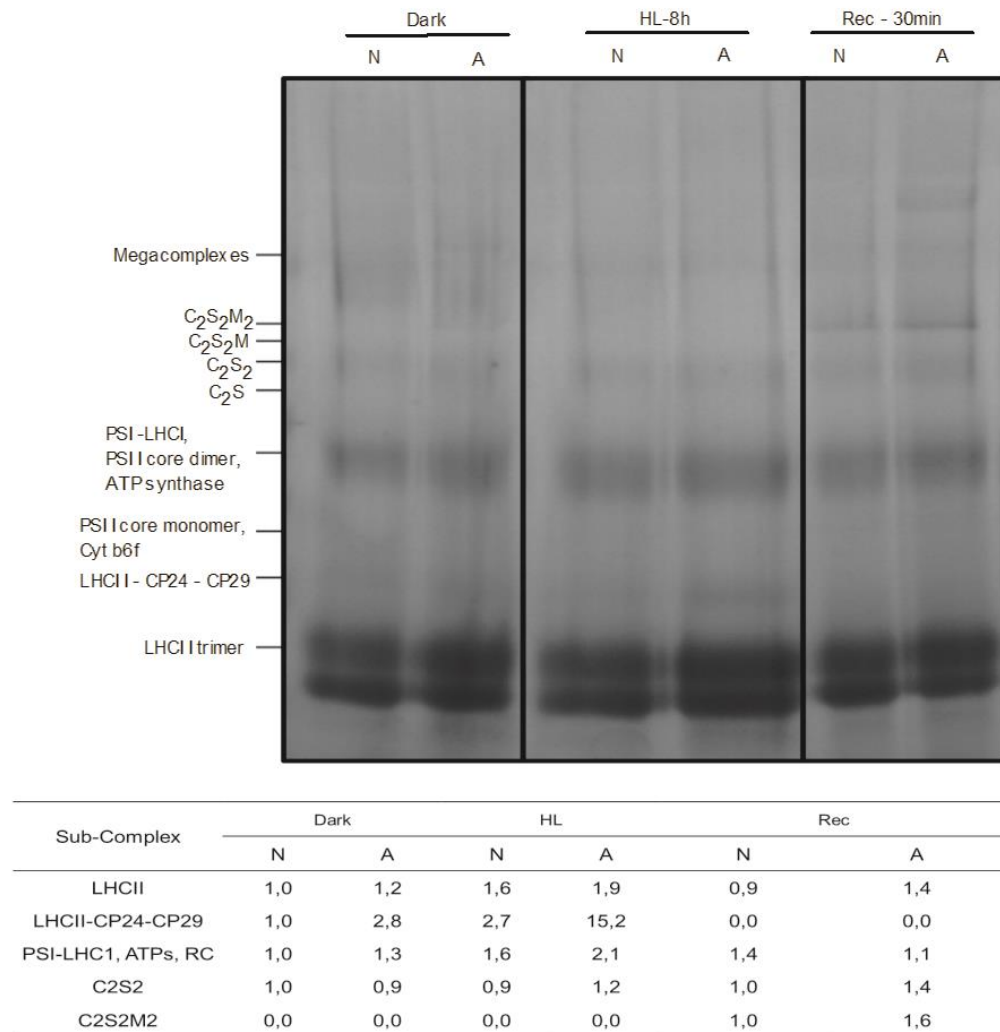 Dark HL-8h Rec - 30min
N A N A N A
Megacomplexes
C2S2M2
C2S2M
C2S2
C2S
PSI-LHCI,
PSII core dimer,
ATP synthase
PSII core monomer,
Cyt b6f
LHCII - CP24 - CP29
LHCII trimer
Sub-Complex Dark HL Rec
N A N A N A
LHCII 1,0 1,2 1,6 1,9 0,9 1,4
LHCII-CP24-CP29 1,0 2,8 2,7 15,2 0,0 0,0
PSI-LHC1, ATPs, RC 1,0 1,3 1,6 2,1 1,4 1,1
C2S2 1,0 0,9 0,9 1,2 1,0 1,4
C2S2M2 0,0 0,0 0,0 0,0 1,0 1,6